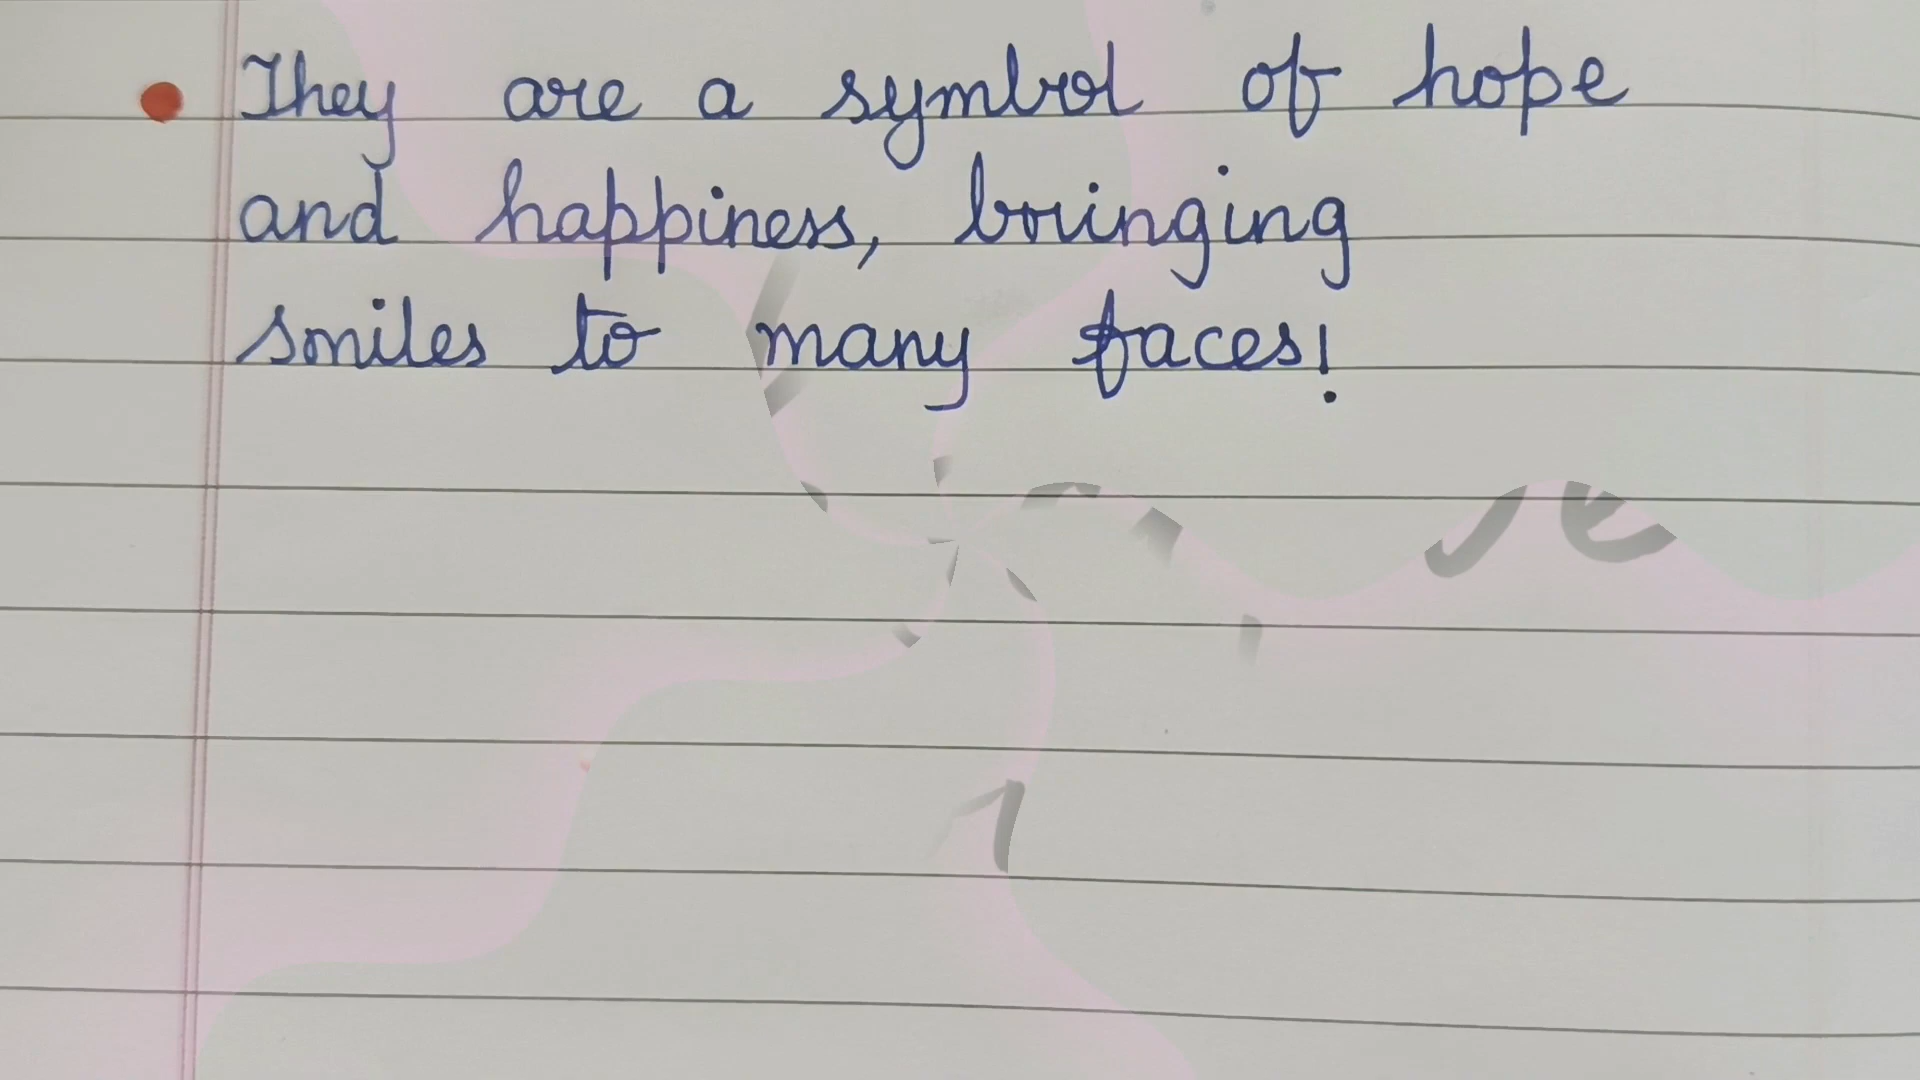 They are a symbol of hope
and happiness, bringing
smiles to many faces!